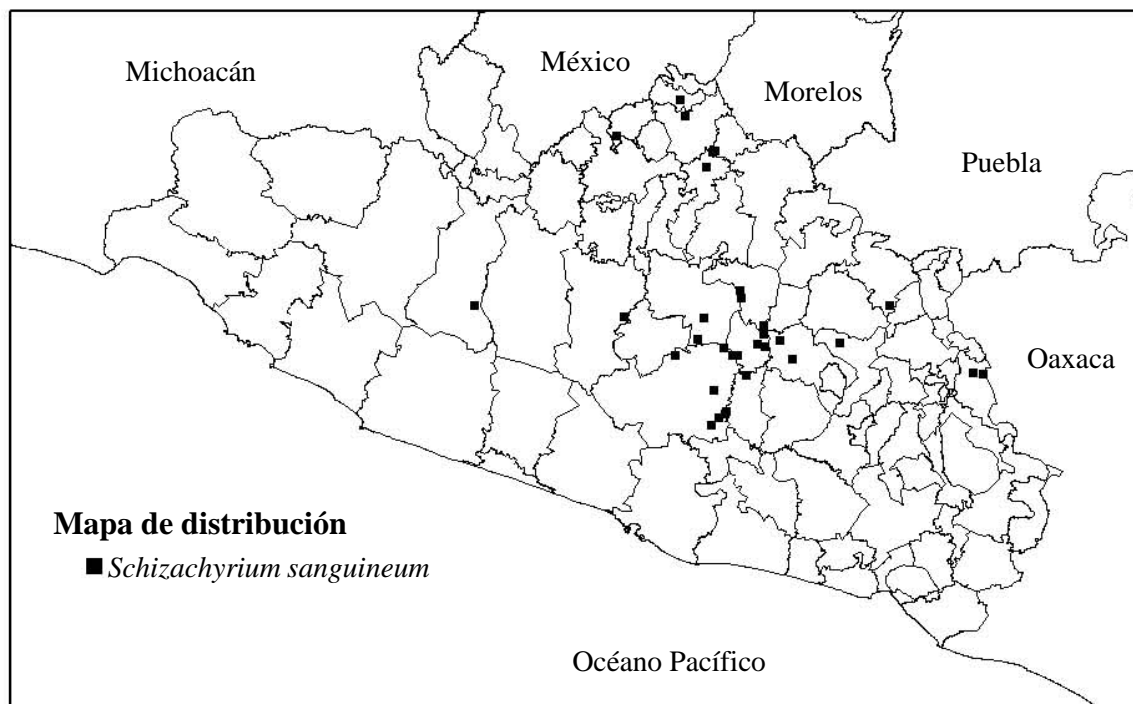 Michoacán
México
Morelos
Puebla
Oaxaca
Mapa de distribución
Schizachyrium sanguineum
Océano Pacífico